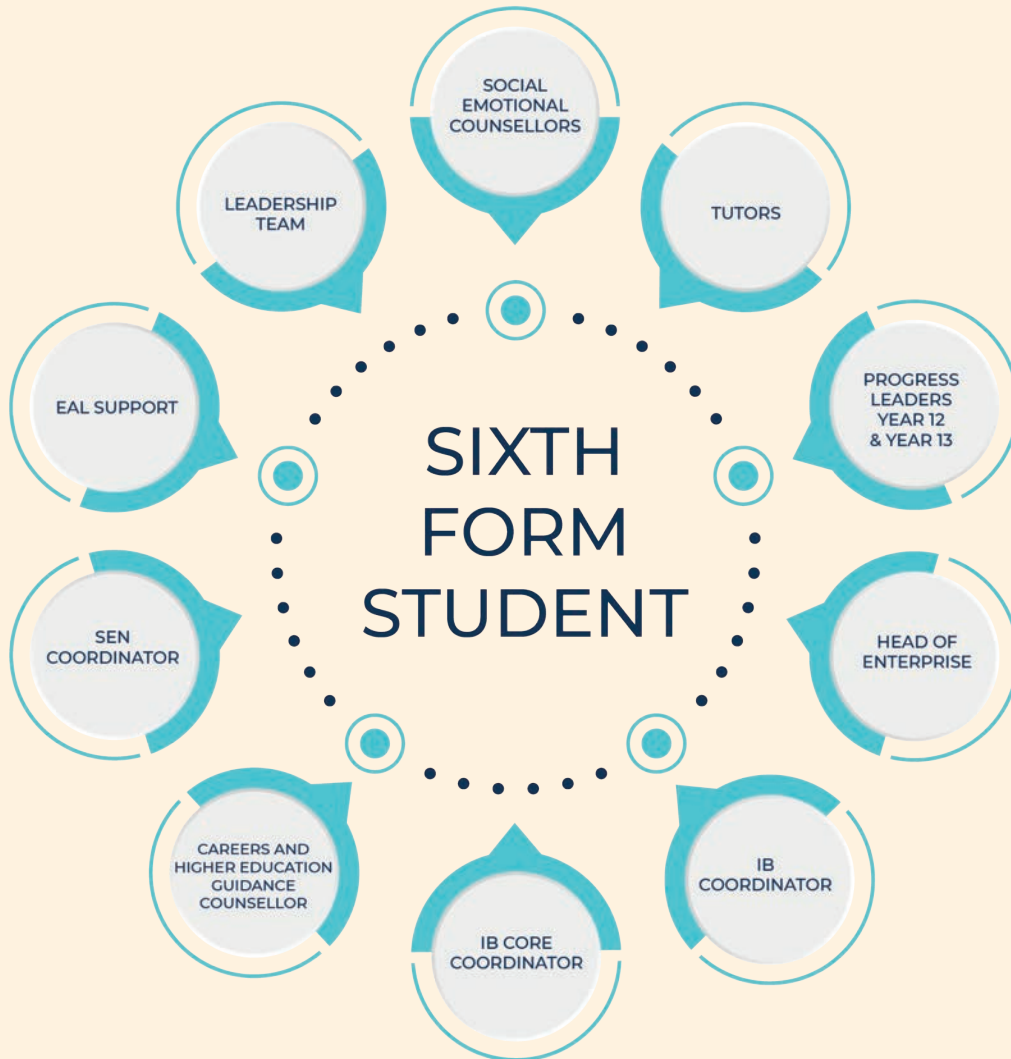 SOCIAL
EMOTIONAL
COUNSELLORS
LEADERSHIP
TEAM
TUTORS
EAL SUPPORT
PROGRESS
LEADERS
YEAR 12
& YEAR 13
SIXTH
FORM
STUDENT
SEN
COORDINATOR
HEAD OF
ENTERPRISE
CAREERS AND
HIGHER EDUCATION
GUIDANCE
COUNSELLOR
IB
COORDINATOR
IB CORE
COORDINATOR